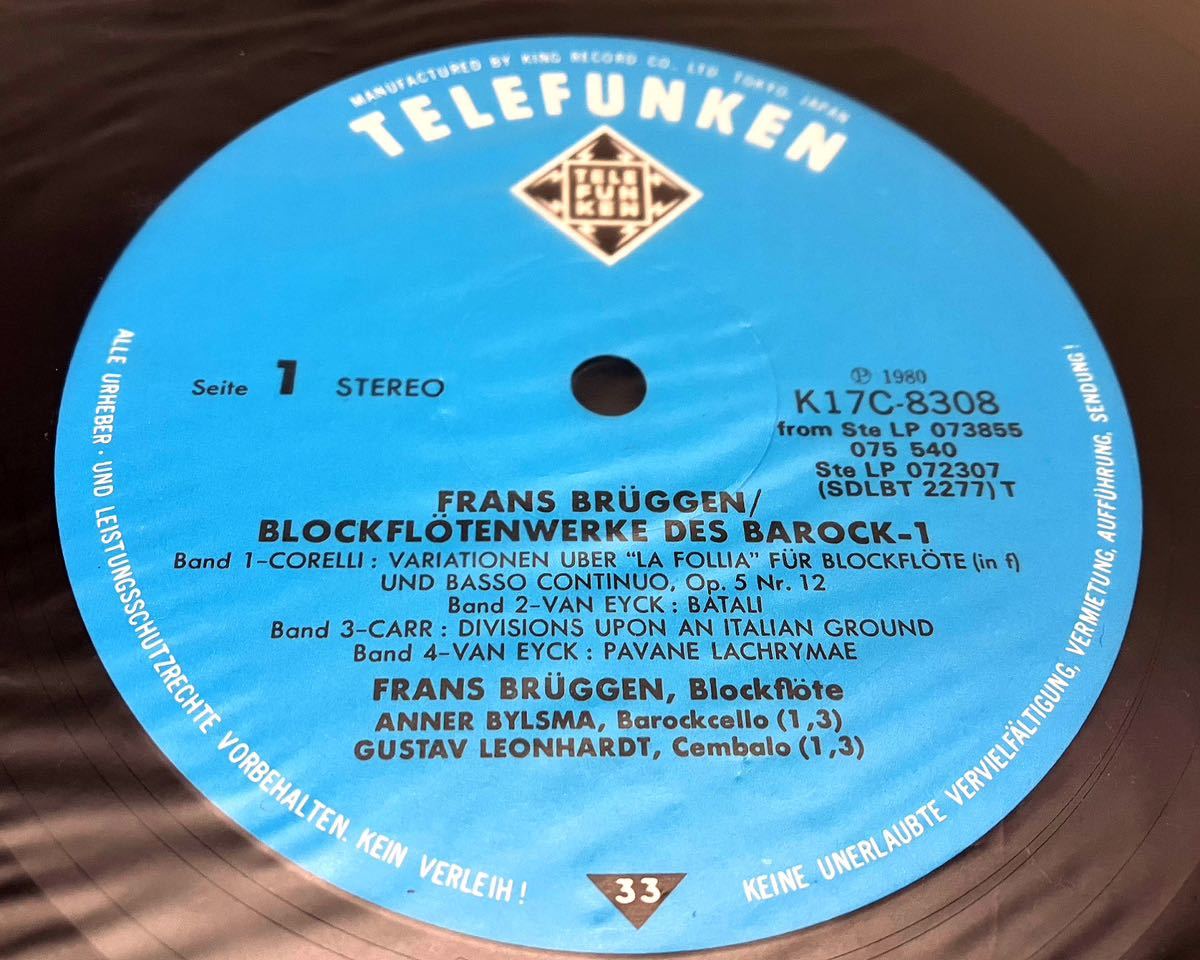 MANUFACTURED BY KING RECORD CO. LTD. TOKYO, JAPAN
TELEFUNKEN
TELE
FUN
KEN
Seite 1 STEREO
Ⓟ 1980
K17C-8308
from Ste LP 073855
075 540
Ste LP 072307
(SDLBT 2277) T
FRANS BRÜGGEN/
BLOCKFLÖTENWERKE DES BAROCK-1
Band 1-CORELLI : VARIATIONEN UBER "LA FOLLIA" FÜR BLOCKFLÖTE (in f)
UND BASSO CONTINUO, Op. 5 Nr. 12
Band 2-VAN EYCK : BATALI
Band 3-CARR : DIVISIONS UPON AN ITALIAN GROUND
Band 4-VAN EYCK : PAVANE LACHRYMAE
FRANS BRÜGGEN, Blockflöte
ANNER BYLSMA, Barockcello (1,3)
GUSTAV LEONHARDT, Cembalo (1,3)
33
ALLE URHEBER · UND LEISTUNGSSCHUTZRECHTE VORBEHALTEN. KEIN VERLEIH!
KEINE UNERLAUBTE VERVIELFÄLTIGUNG, VERMIETUNG, AUFFÜHRUNG, SENDUNG!